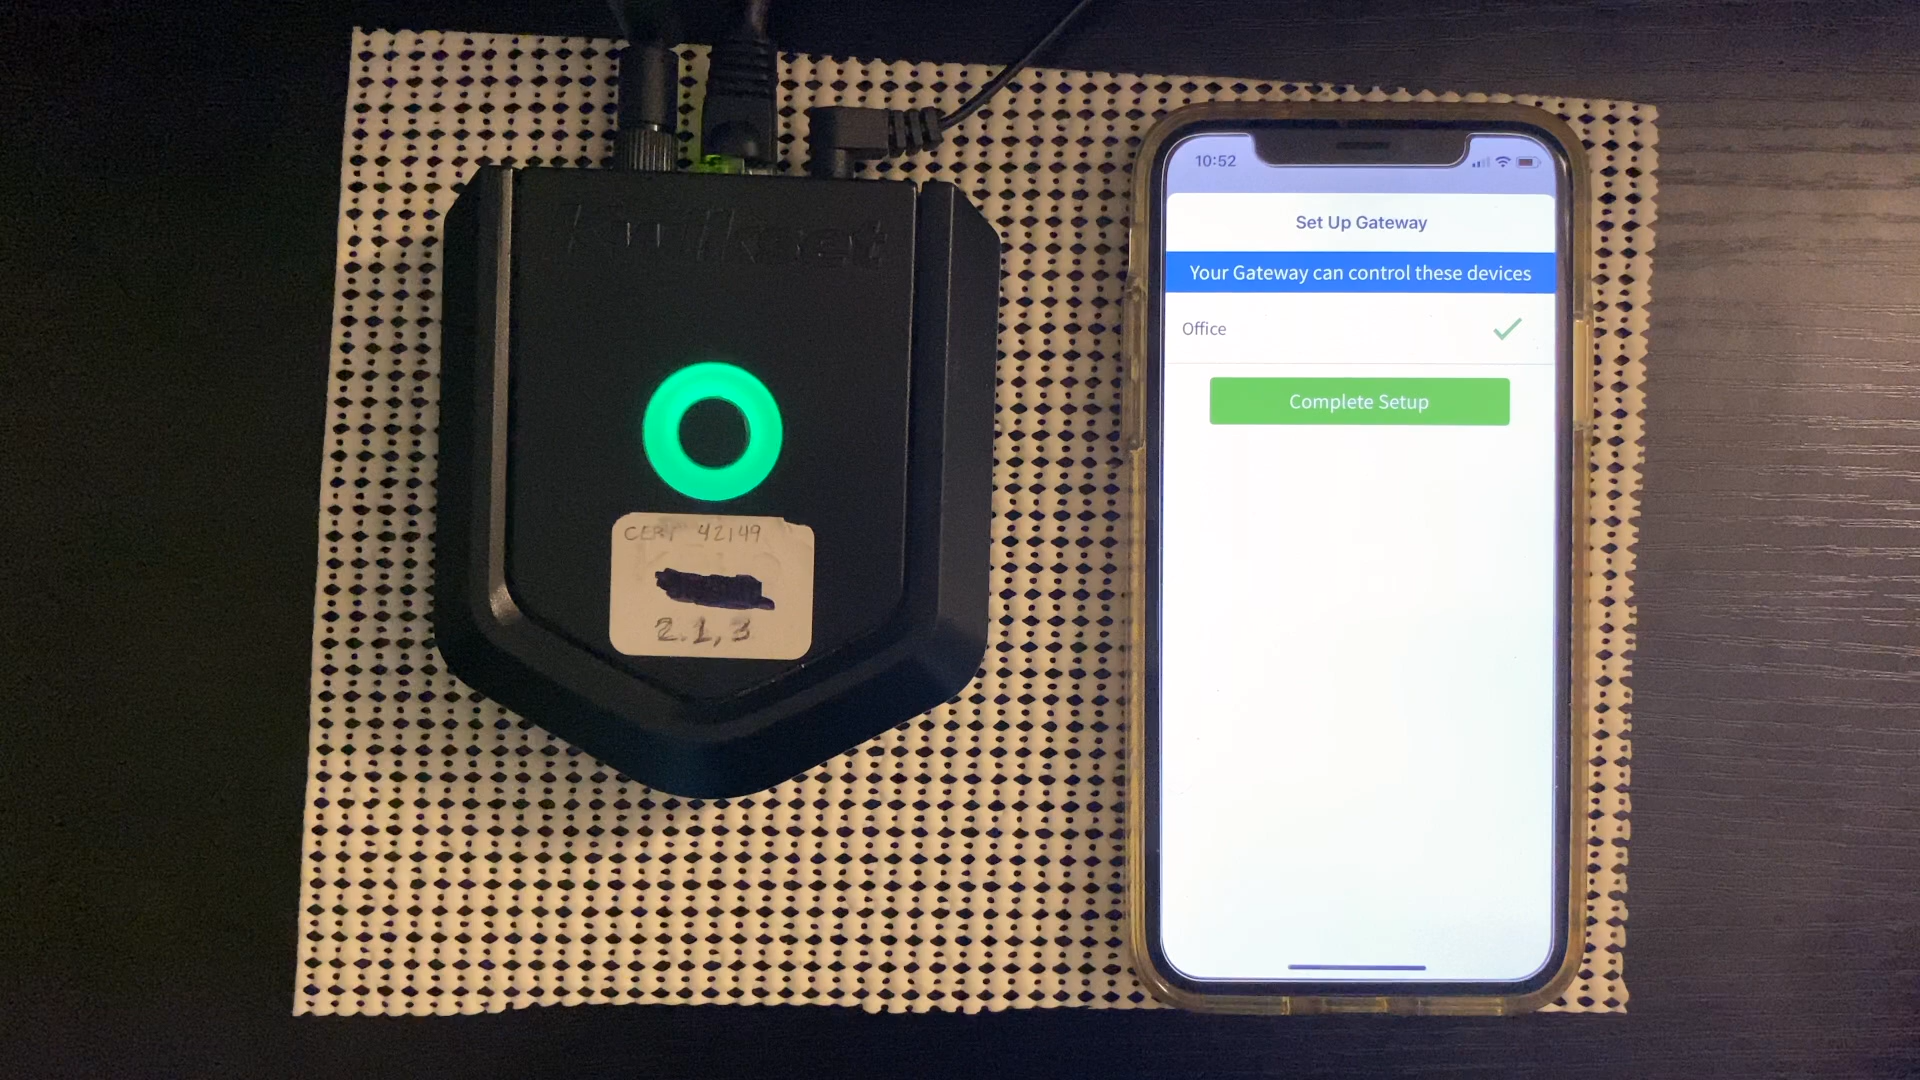 kwikset
CERT 42149
2.1, 3
10:52
Set Up Gateway
Your Gateway can control these devices
Office
Complete Setup